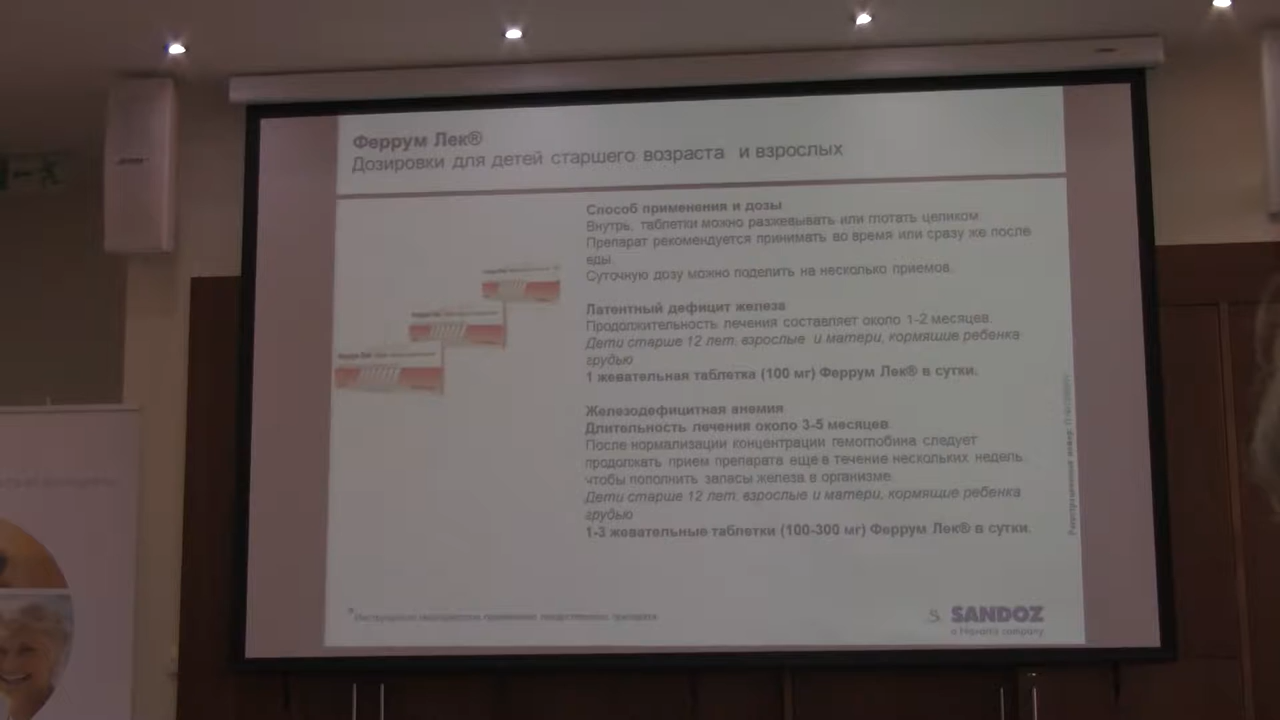 Феррум Лек®
Дозировки для детей старшего возраста и взрослых
Способ применения и дозы
Внутрь, таблетки можно разжевывать или глотать целиком.
Препарат рекомендуется принимать во время или сразу же после
еды.
Суточную дозу можно поделить на несколько приемов.
Латентный дефицит железа
Продолжительность лечения составляет около 1-2 месяцев.
Дети старше 12 лет, взрослые и матери, кормящие ребенка
грудью
1 жевательная таблетка (100 мг) Феррум Лек® в сутки.
Железодефицитная анемия
Длительность лечения около 3-5 месяцев.
После нормализации концентрации гемоглобина следует
продолжать прием препарата еще в течение нескольких недель
чтобы пополнить запасы железа в организме.
Дети старше 12 лет, взрослые и матери, кормящие ребенка
грудью
1-3 жевательные таблетки (100-300 мг) Феррум Лек® в сутки.
SANDOZ
a Novartis company